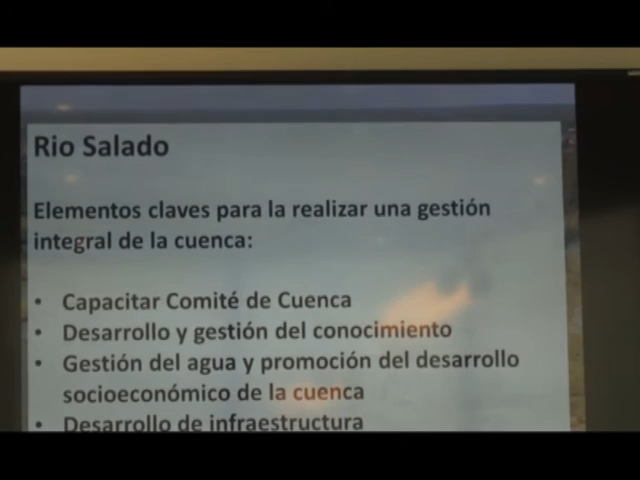 Rio Salado
Elementos claves para la realizar una gestión
integral de la cuenca:
• Capacitar Comité de Cuenca
• Desarrollo y gestión del conocimiento
• Gestión del agua y promoción del desarrollo
socioeconómico de la cuenca
• Desarrollo de infraestructura